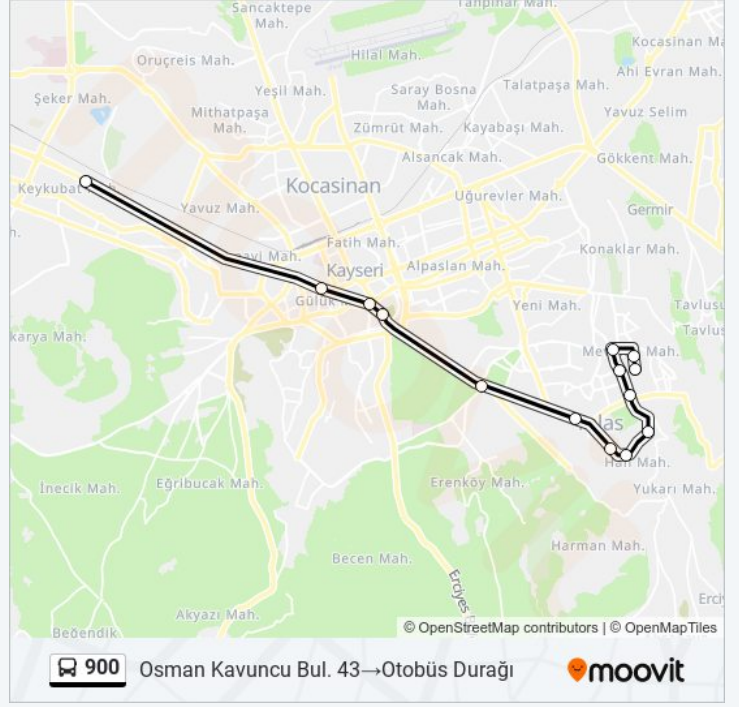 Sancaktepe
Mah.
Tanpınar Mah.
Kocasinan Ma
Oruçreis Mah.
Hilal Mah.
Ahi Evran Mah.
Şeker Mah.
Yeşil Mah.
Saray Bosna
Mah.
Talatpaşa Mah.
Mithatpaşa
Mah.
Zümrüt Mah.
Kayabaşı Mah.
Yavuz Selim
Alsancak Mah.
Gökkent Mah.
Keykubat
h.
Kocasinan
Uğurevler Mah.
Yavuz Mah.
Germir
h.
Fatih Mah.
Konaklar Mah.
Mah.
Kayseri
Alpaslan Mah.
Gülük
Yeni Mah.
Tavlusu
Tavlus
karya Mah.
Me Mah.
las
Mah.
İnecik Mah.
Eğribucak Mah.
Erenköy Mah.
Yukarı Mah.
Becen Mah.
Harman Mah.
Erciyes
Erci
Akyazı Mah.
Beğendik
© OpenStreetMap contributors | © OpenMapTiles
900 Osman Kavuncu Bul. 43→Otobüs Durağı
moovit